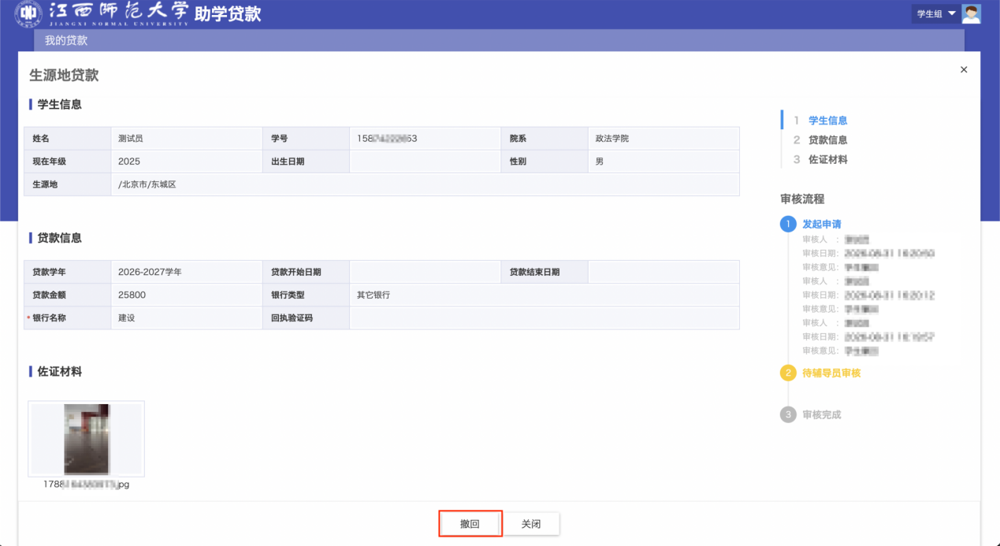 江西师范大学 助学贷款
JIANGXI NORMAL UNIVERSITY
学生组
我的贷款
生源地贷款
×
学生信息
姓名 测试员 学号 158 53 院系 政法学院
现在年级 2025 出生日期 性别 男
生源地 /北京市/东城区
贷款信息
贷款学年 2026-2027学年 贷款开始日期 贷款结束日期
贷款金额 25800 银行类型 其它银行
* 银行名称 建设 回执验证码
佐证材料
1788 .jpg
1 学生信息
2 贷款信息
3 佐证材料
审核流程
1 发起申请
审核人 :
审核日期:
审核意见:
审核人 :
审核日期:
审核意见:
审核人 :
审核日期:
审核意见:
2 待辅导员审核
3 审核完成
撤回 关闭